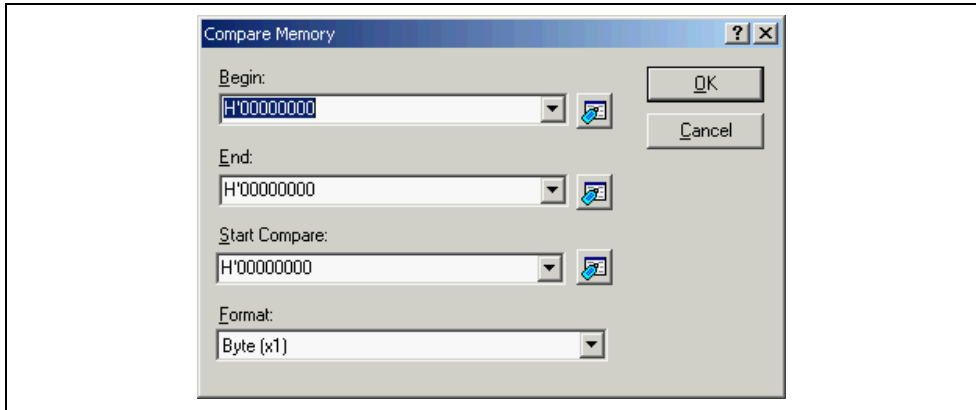 Compare Memory
Begin:
H'00000000
OK
Cancel
End:
H'00000000
Start Compare:
H'00000000
Format:
Byte (x1)